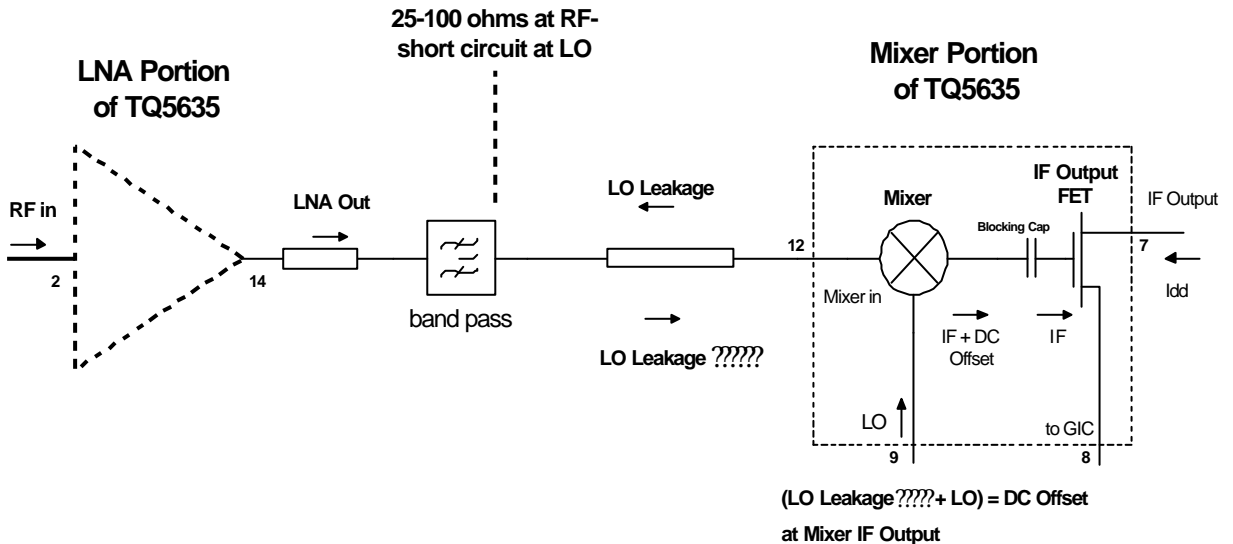 25-100 ohms at RF-
short circuit at LO
LNA Portion
of TQ5635
Mixer Portion
of TQ5635
RF in
2
LNA Out
14
band pass
LO Leakage
LO Leakage ??????
12
Mixer
Mixer in
Blocking Cap
IF Output
FET
IF Output
7
Idd
IF + DC
Offset
IF
LO
9
to GIC
8
(LO Leakage ????? + LO) = DC Offset
at Mixer IF Output